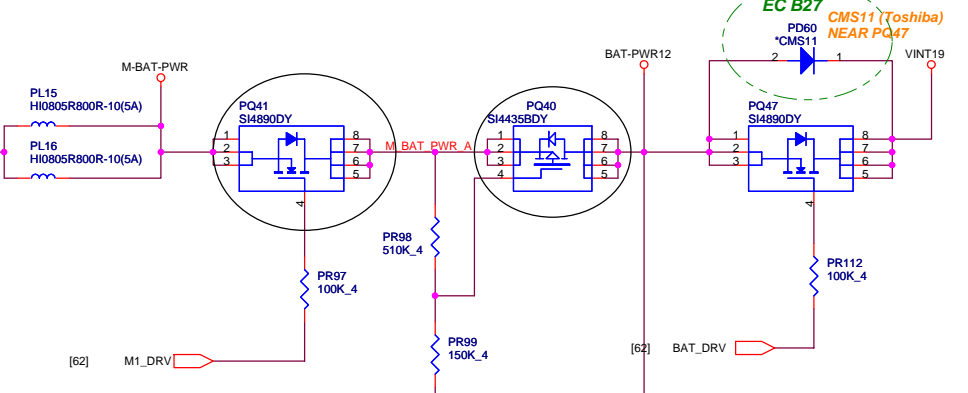 EC B27
CMS11 (Toshiba)
NEAR PQ47
PD60
*CMS11
2
1
BAT-PWR12
VINT19
M-BAT-PWR
PL15
HI0805R800R-10(5A)
PL16
HI0805R800R-10(5A)
PQ41
SI4890DY
1
2
3
8
7
6
5
4
M_BAT_PWR_A
PQ40
SI4435BDY
1
2
3
4
8
7
6
5
PQ47
SI4890DY
1
2
3
8
7
6
5
4
PR98
510K_4
PR97
100K_4
PR112
100K_4
PR99
150K_4
[62]
M1_DRV
[62]
BAT_DRV